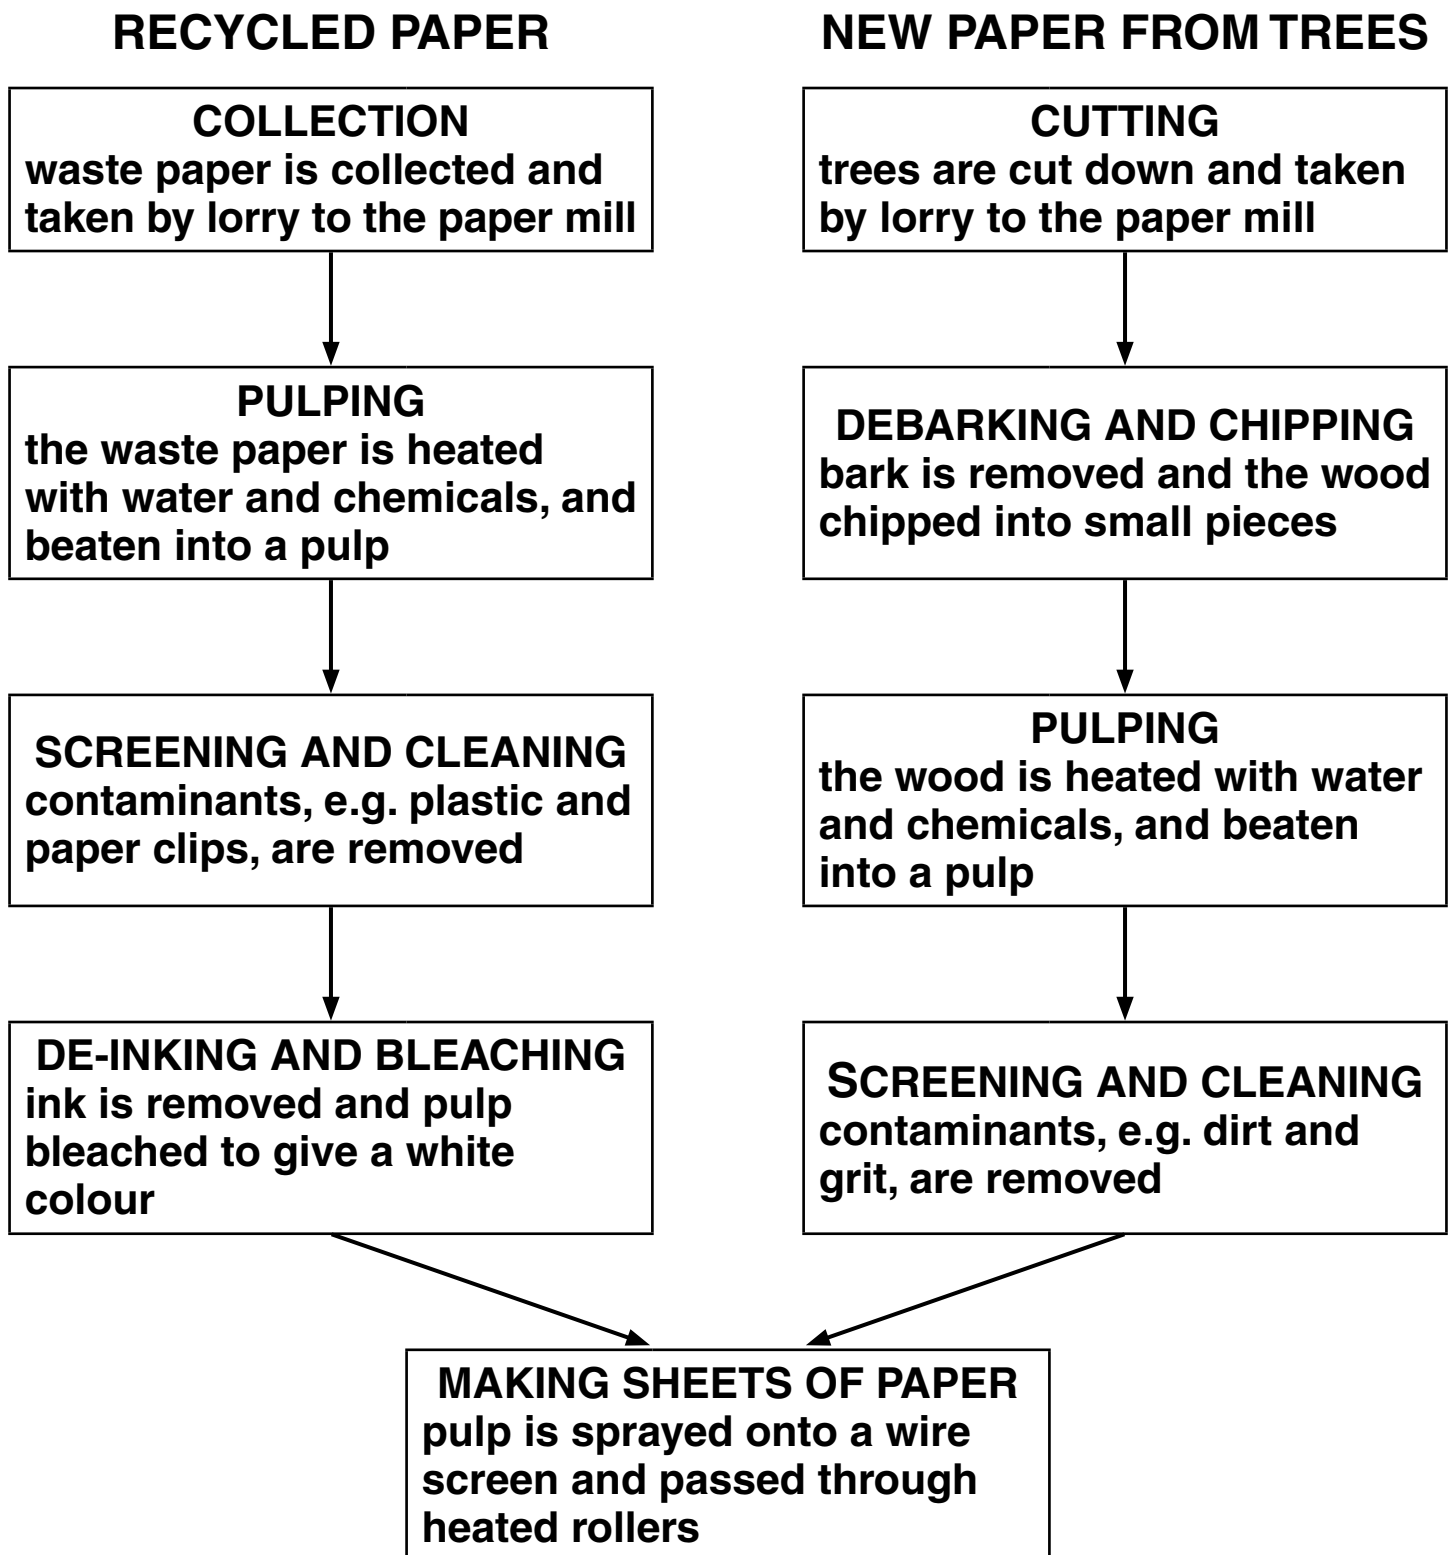 RECYCLED PAPER
NEW PAPER FROM TREES
COLLECTION
waste paper is collected and
taken by lorry to the paper mill
CUTTING
trees are cut down and taken
by lorry to the paper mill
PULPING
the waste paper is heated
with water and chemicals, and
beaten into a pulp
DEBARKING AND CHIPPING
bark is removed and the wood
chipped into small pieces
SCREENING AND CLEANING
contaminants, e.g. plastic and
paper clips, are removed
PULPING
the wood is heated with water
and chemicals, and beaten
into a pulp
DE-INKING AND BLEACHING
ink is removed and pulp
bleached to give a white
colour
SCREENING AND CLEANING
contaminants, e.g. dirt and
grit, are removed
MAKING SHEETS OF PAPER
pulp is sprayed onto a wire
screen and passed through
heated rollers